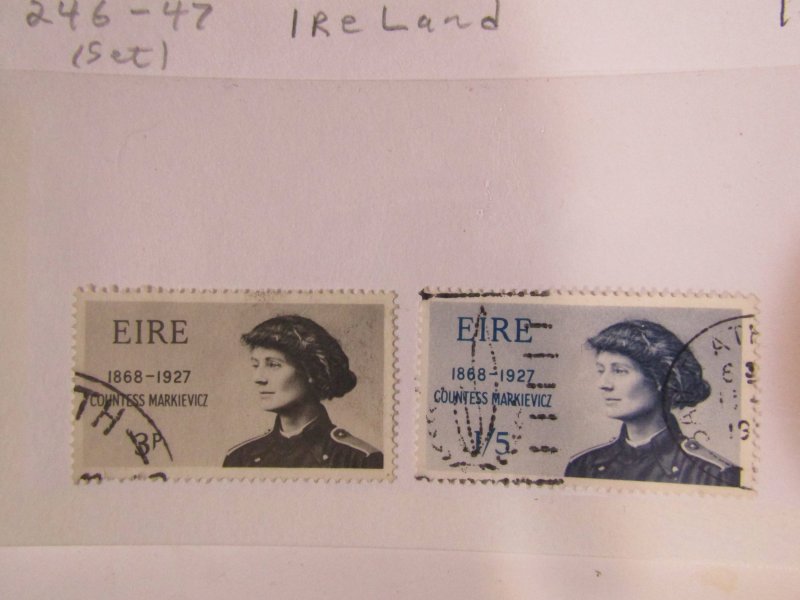 246-47 IReLand
(Set)
EIRE
1868-1927
COUNTESS MARKIEVICZ
3P
EIRE
1868-1927
COUNTESS MARKIEVICZ
1/5